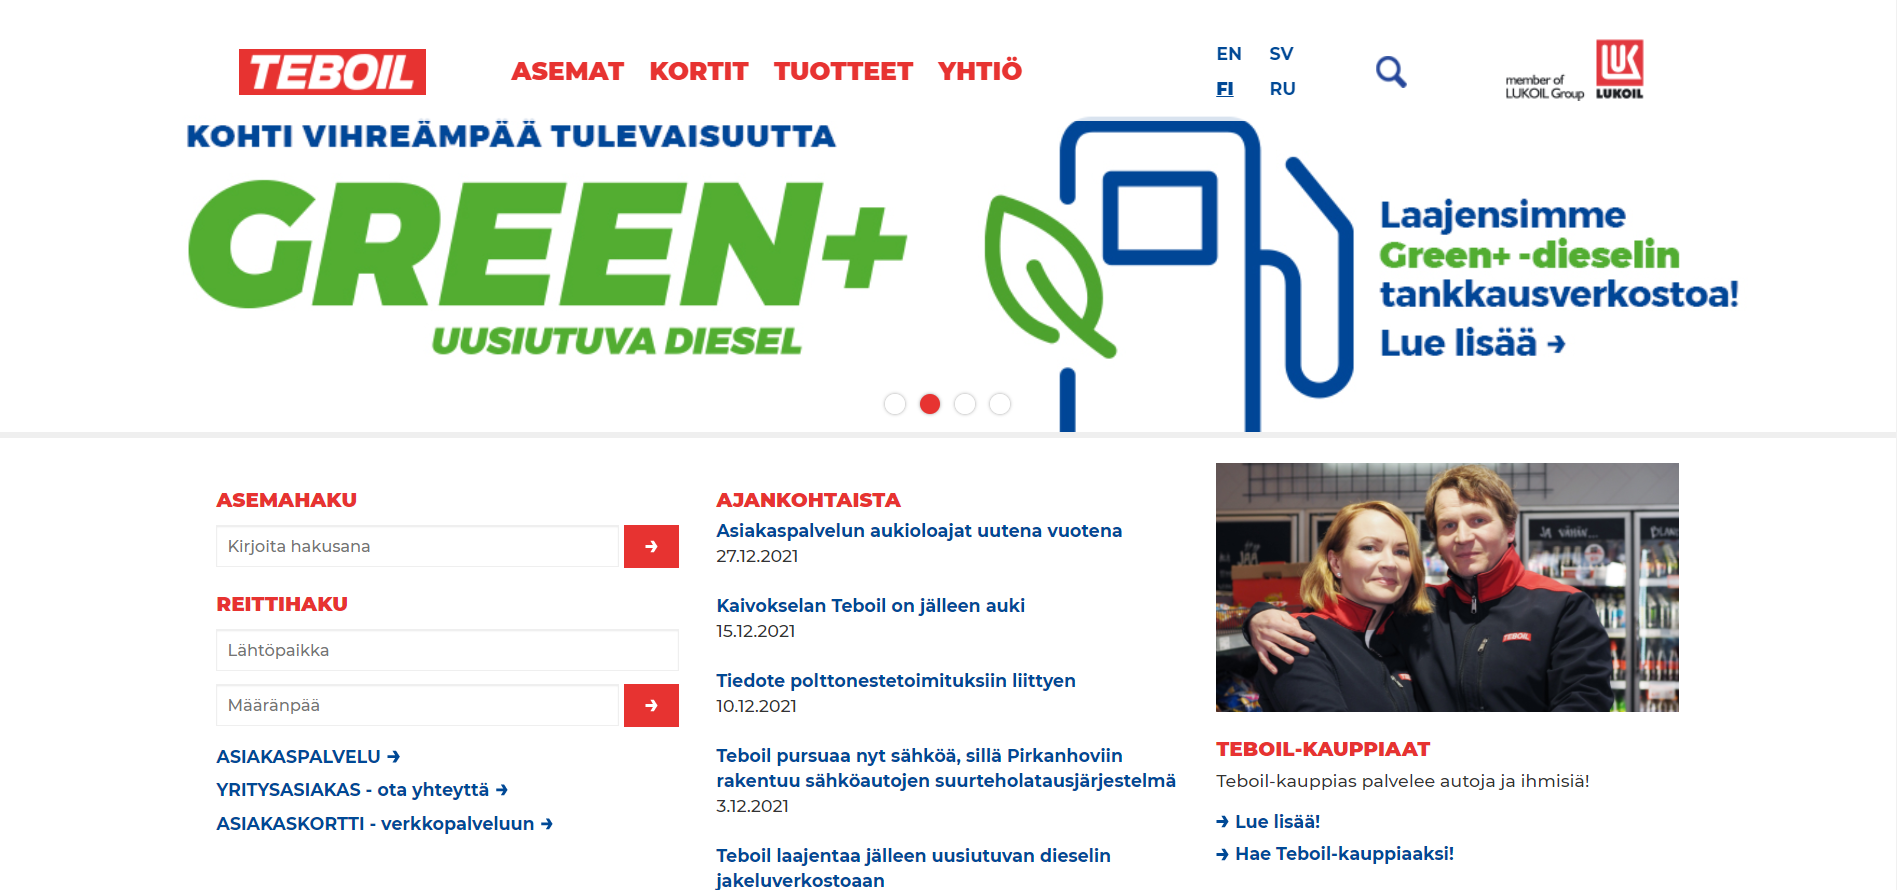 TEBOIL
ASEMAT KORTIT TUOTTEET YHTIÖ
EN SV
FI RU
member of
LUKOIL Group
LUK
LUKOIL
KOHTI VIHREÄMPÄÄ TULEVAISUUTTA
GREEN+
UUSIUTUVA DIESEL
Laajensimme
Green+ -dieselin
tankkausverkostoa!
Lue lisää →
ASEMAHAKU
Kirjoita hakusana
→
REITTIHAKU
Lähtöpaikka
Määränpää
→
ASIAKASPALVELU →
YRITYSASIAKAS - ota yhteyttä →
ASIAKASKORTTI - verkkopalveluun →
AJANKOHTAISTA
Asiakaspalvelun aukioloajat uutena vuotena
27.12.2021
Kaivokselan Teboil on jälleen auki
15.12.2021
Tiedote polttonestetoimituksiin liittyen
10.12.2021
Teboil pursuaa nyt sähköä, sillä Pirkanhoviin
rakentuu sähköautojen suurteholatausjärjestelmä
3.12.2021
Teboil laajentaa jälleen uusiutuvan dieselin
jakeluverkostoaan
JA VÄHÄN...
TEBOIL
TEBOIL-KAUPPIAAT
Teboil-kauppias palvelee autoja ja ihmisiä!
→ Lue lisää!
→ Hae Teboil-kauppiaaksi!